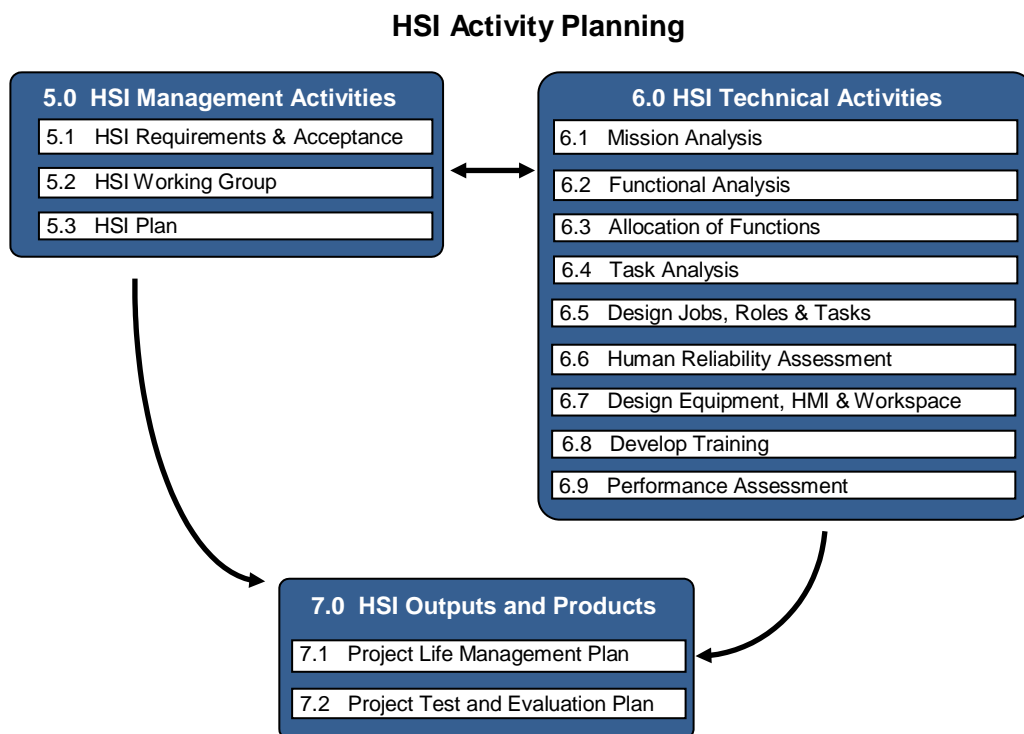 HSI Activity Planning
5.0 HSI Management Activities
5.1 HSI Requirements & Acceptance
5.2 HSI Working Group
5.3 HSI Plan
6.0 HSI Technical Activities
6.1 Mission Analysis
6.2 Functional Analysis
6.3 Allocation of Functions
6.4 Task Analysis
6.5 Design Jobs, Roles & Tasks
6.6 Human Reliability Assessment
6.7 Design Equipment, HMI & Workspace
6.8 Develop Training
6.9 Performance Assessment
7.0 HSI Outputs and Products
7.1 Project Life Management Plan
7.2 Project Test and Evaluation Plan